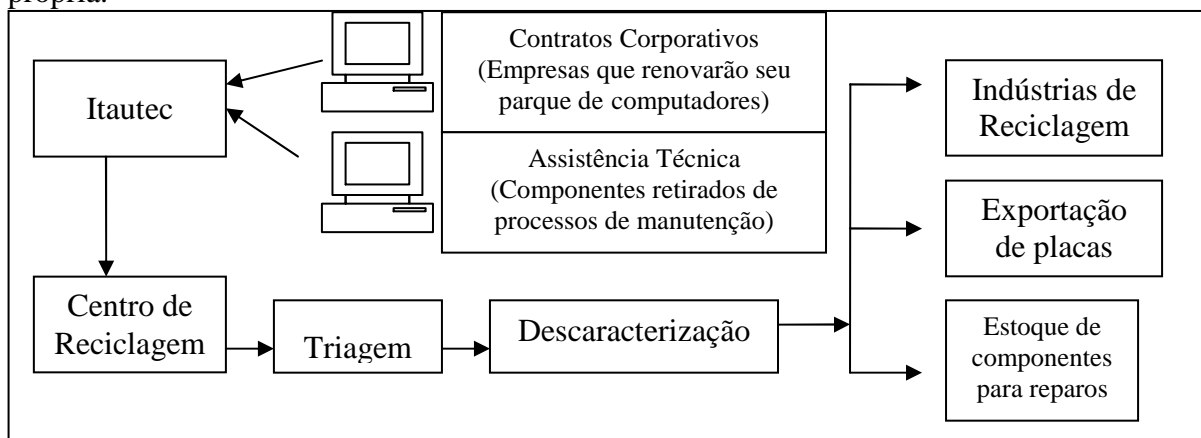 própria.
Itautec
Contratos Corporativos
(Empresas que renovarão seu
parque de computadores)
Assistência Técnica
(Componentes retirados de
processos de manutenção)
Centro de
Reciclagem
Triagem
Descaracterização
Indústrias de
Reciclagem
Exportação
de placas
Estoque de
componentes
para reparos